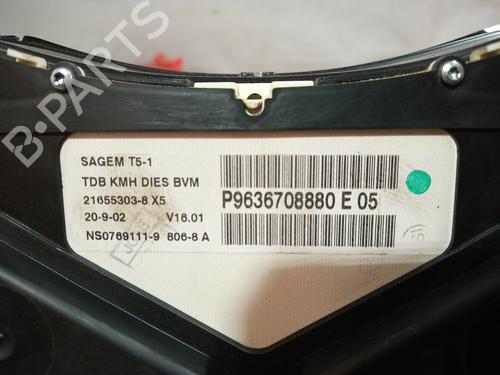 SAGEM T5-1
TDB KMH DIES BVM
21655303-8 X5
20-9-02 V16.01
NS0769111-9 806-8 A
P9636708880 E 05
B-PARTS